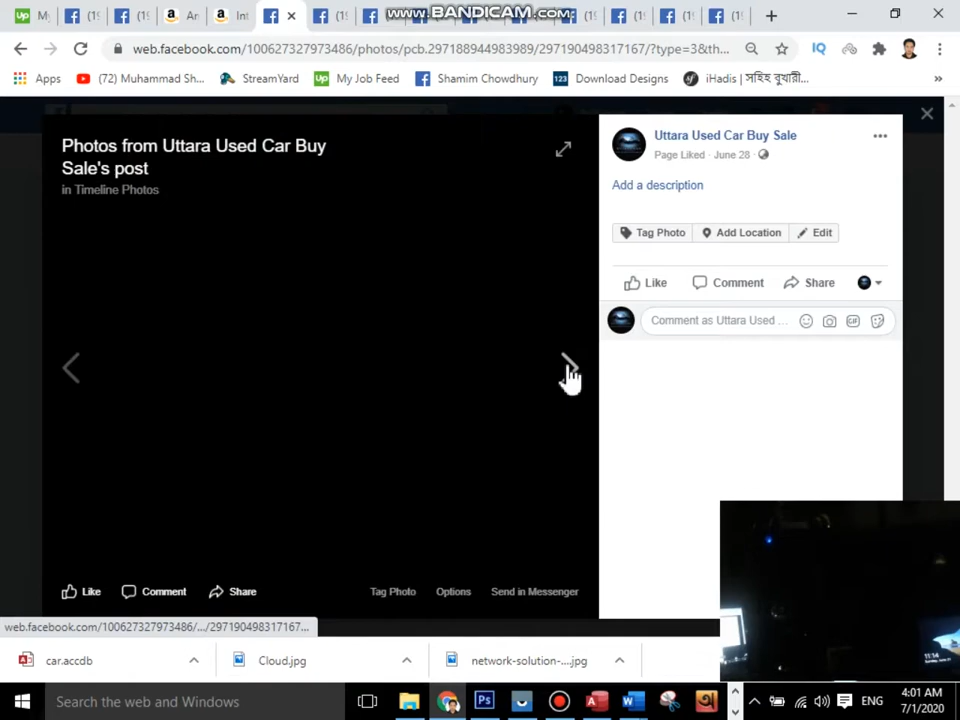 www.BANDICAM.com
web.facebook.com/100627327973486/photos/pcb.297188944983989/297190498317167/?type=3&th...
Apps
(72) Muhammad Sh...
StreamYard
My Job Feed
Shamim Chowdhury
Download Designs
iHadis | সহিহ বুখারী...
Photos from Uttara Used Car Buy
Sale's post
in Timeline Photos
Uttara Used Car Buy Sale
Page Liked · June 28
Add a description
Tag Photo
Add Location
Edit
Like
Comment
Share
Comment as Uttara Used ...
GIF
Like
Comment
Share
Tag Photo
Options
Send in Messenger
web.facebook.com/100627327973486/.../297190498317167...
car.accdb
Cloud.jpg
network-solution-....jpg
Search the web and Windows
ENG
4:01 AM
7/1/2020